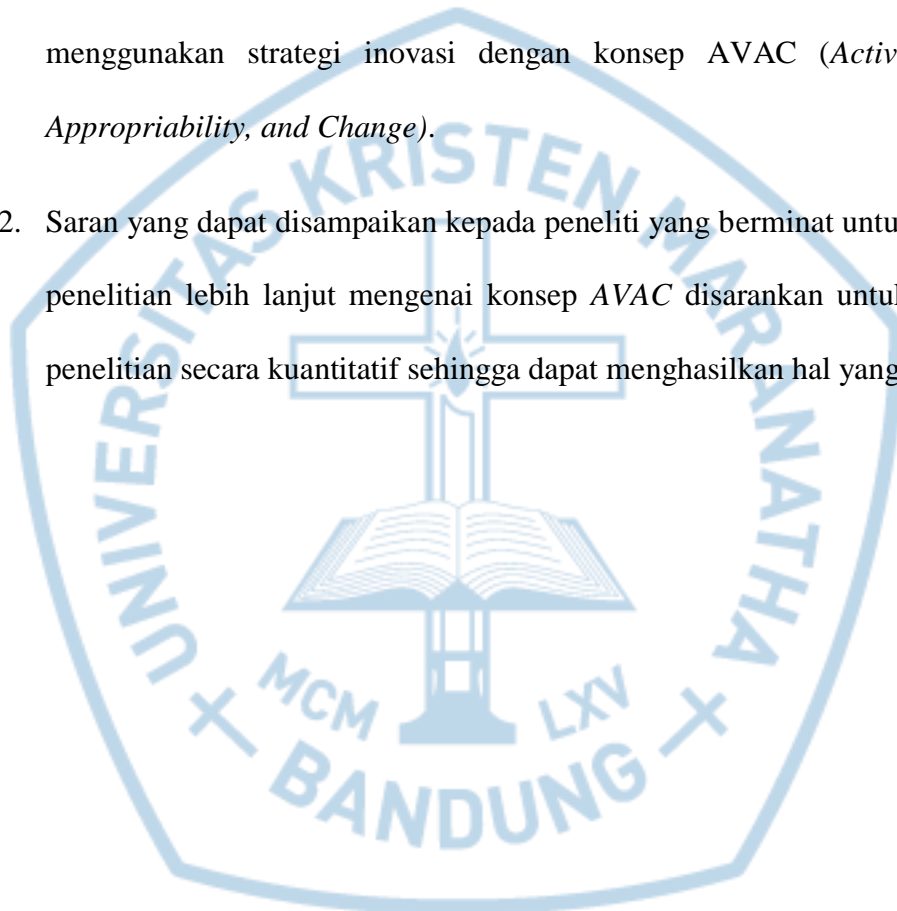 menggunakan strategi inovasi dengan konsep AVAC (Activ
Appropriability, and Change).
2. Saran yang dapat disampaikan kepada peneliti yang berminat untu
penelitian lebih lanjut mengenai konsep AVAC disarankan untuk
penelitian secara kuantitatif sehingga dapat menghasilkan hal yang
UNIVERSITAS KRISTEN MARANATHA
MCM LXV
BANDUNG